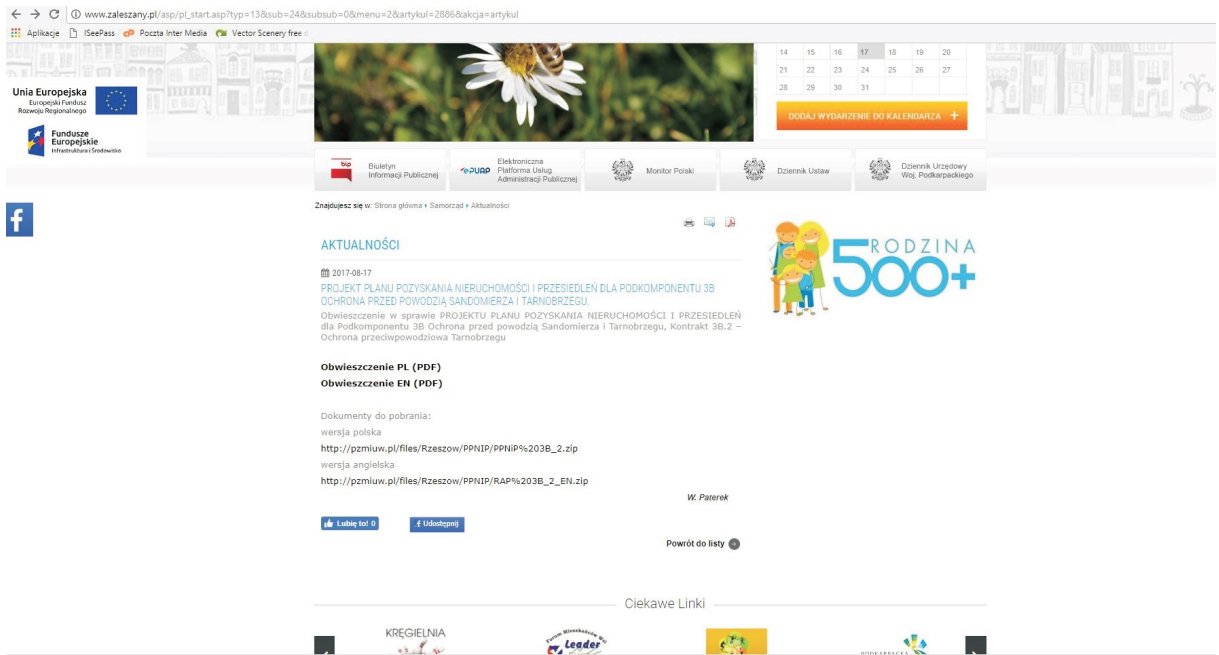 www.zaleszany.pl/asp/pl_start.asp?typ=13&sub=24&subsub=0&menu=2&artykul=2886&akcja=artykul
Aplikacje ISeePass Poczta Inter Media Vector Scenery free
Unia Europejska
Europejski Fundusz
Rozwoju Regionalnego
Fundusze
Europejskie
Infrastruktura i Środowisko
14 15 16 17 18 19 20
21 22 23 24 25 26 27
28 29 30 31
DODAJ WYDARZENIE DO KALENDARZA +
bip
Biuletyn
Informacji Publicznej
ePUAP
Elektroniczna
Platforma Usług
Administracji Publicznej
Monitor Polski
Dziennik Ustaw
Dziennik Urzędowy
Woj. Podkarpackiego
Znajdujesz się w: Strona główna Samorząd Aktualności
AKTUALNOŚCI
2017-08-17
PROJEKT PLANU POZYSKANIA NIERUCHOMOŚCI I PRZESIEDLEŃ DLA PODKOMPONENTU 3B
OCHRONA PRZED POWODZIĄ SANDOMIERZA I TARNOBRZEGU.
Obwieszczenie w sprawie PROJEKTU PLANU POZYSKANIA NIERUCHOMOŚCI I PRZESIEDLEŃ
dla Podkomponentu 3B Ochrona przed powodzią Sandomierza i Tarnobrzegu, Kontrakt 3B.2 –
Ochrona przeciwpowodziowa Tarnobrzegu
Obwieszczenie PL (PDF)
Obwieszczenie EN (PDF)
Dokumenty do pobrania:
wersja polska
http://pzmiuw.pl/files/Rzeszow/PPNIP/PPNiP%203B_2.zip
wersja angielska
http://pzmiuw.pl/files/Rzeszow/PPNIP/RAP%203B_2_EN.zip
W. Paterek
Lubię to! 0
f Udostępnij
Powrót do listy
RODZINA
500+
Ciekawe Linki
KRĘGIELNIA
Forum Mieszkańców Wsi
Leader